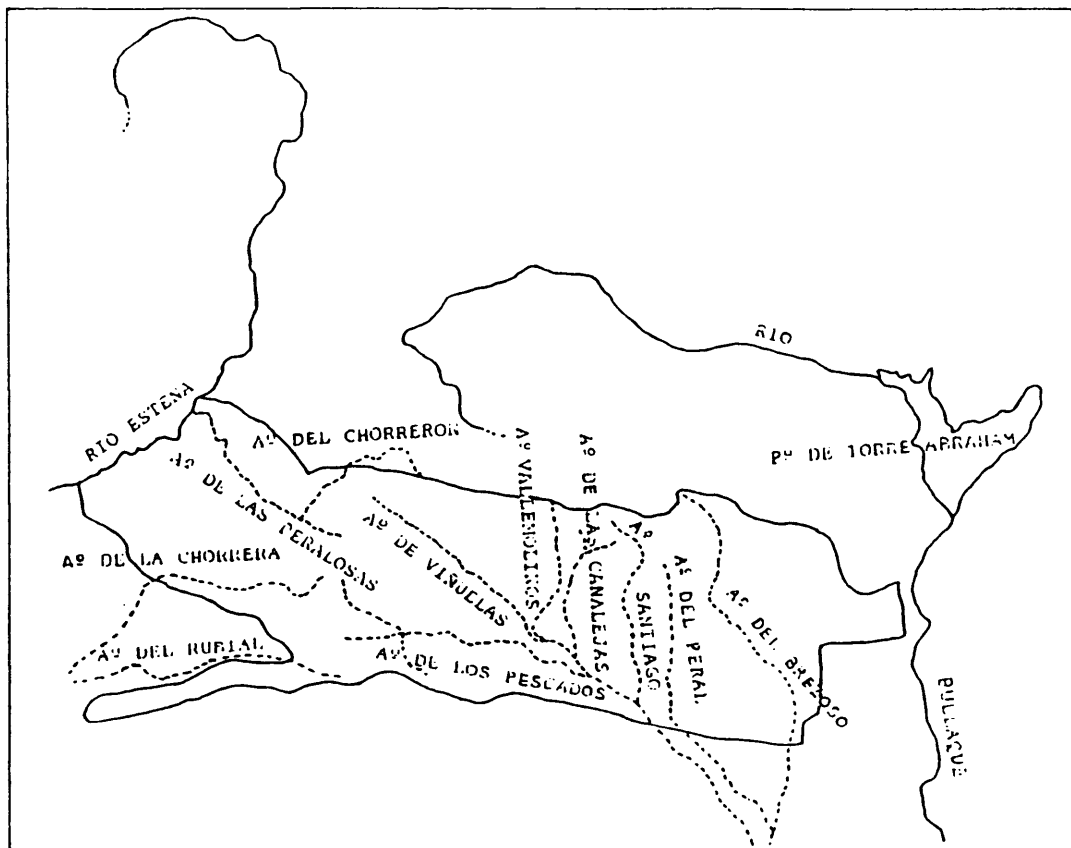 RIO ESTENA
Aº DEL CHORRERON
RIO
Pº DE TORRE ABRAHAM
Aº DE LAS PERALOSAS
Aº DE LA CHORRERA
Aº DE VIÑUELAS
Aº VALLEMOLINOS
Aº DE LAS CANALEJAS
Aº SANTIAGO
Aº DEL PERAL
Aº DEL BREZOSO
Aº DEL RUBIAL
Aº DE LOS PESCADOS
BULLAQUE